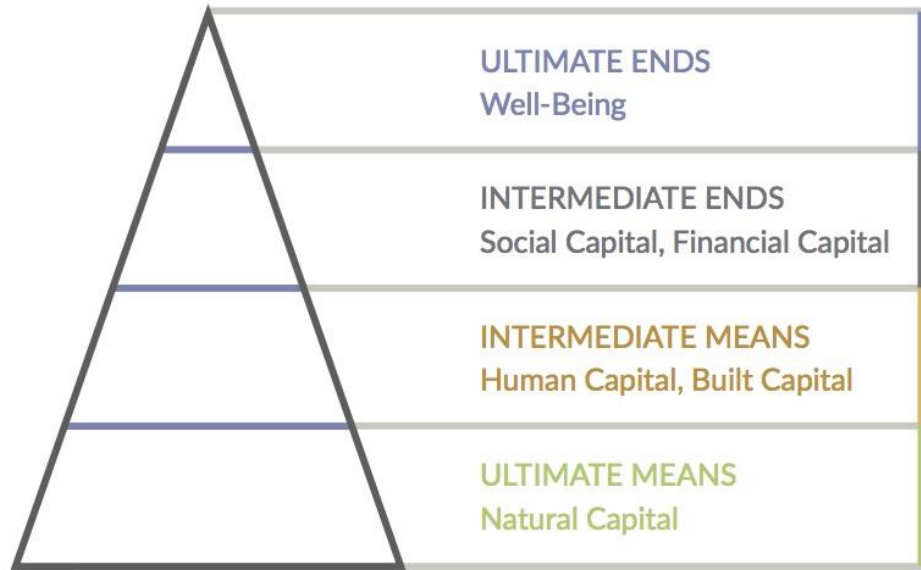 ULTIMATE ENDS
Well-Being
INTERMEDIATE ENDS
Social Capital, Financial Capital
INTERMEDIATE MEANS
Human Capital, Built Capital
ULTIMATE MEANS
Natural Capital